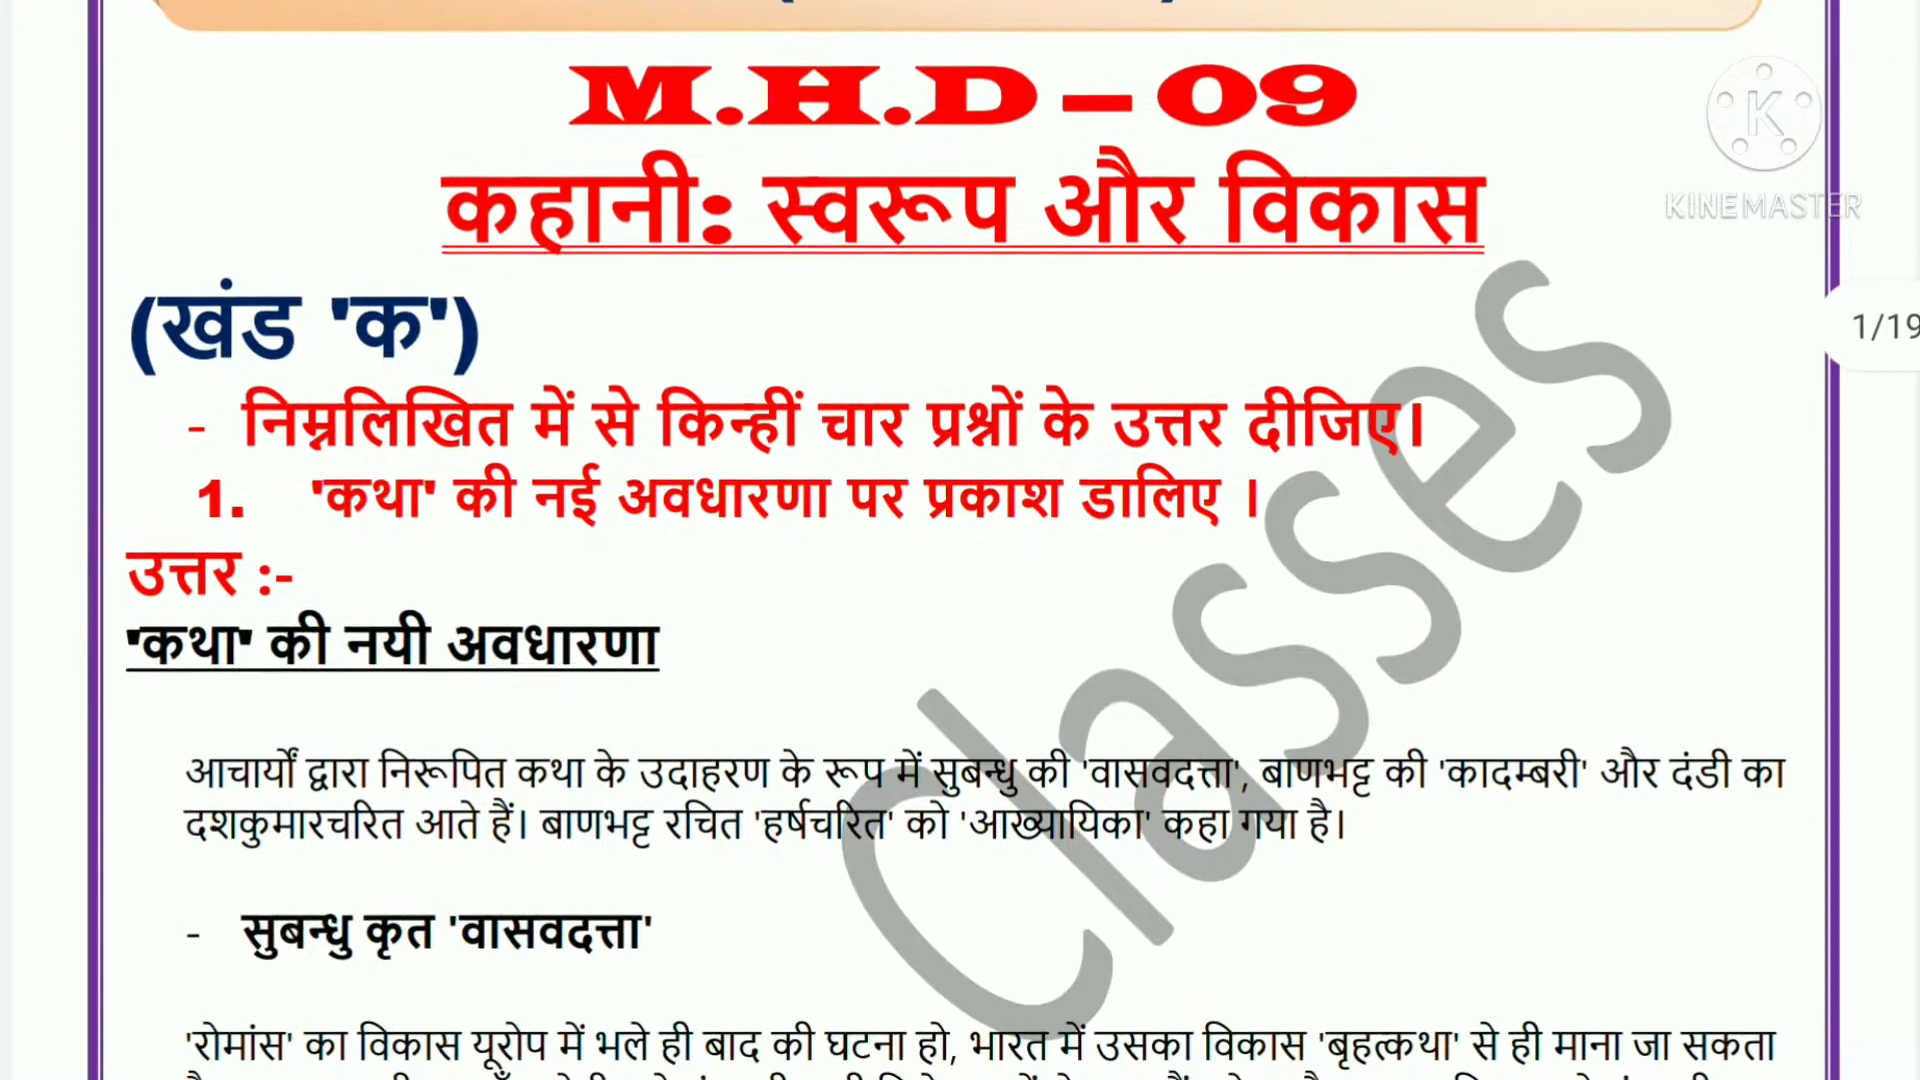 M.H.D – 09
कहानी: स्वरूप और विकास
KINEMASTER
(खंड 'क')
1/19
- निम्नलिखित में से किन्हीं चार प्रश्नों के उत्तर दीजिए।
1. 'कथा' की नई अवधारणा पर प्रकाश डालिए ।
उत्तर :-
'कथा' की नयी अवधारणा
आचार्यों द्वारा निरूपित कथा के उदाहरण के रूप में सुबन्धु की 'वासवदत्ता', बाणभट्ट की 'कादम्बरी' और दंडी का
दशकुमारचरित आते हैं। बाणभट्ट रचित 'हर्षचरित' को 'आख्यायिका' कहा गया है।
- सुबन्धु कृत 'वासवदत्ता'
'रोमांस' का विकास यूरोप में भले ही बाद की घटना हो, भारत में उसका विकास 'बृहत्कथा' से ही माना जा सकता
Classes